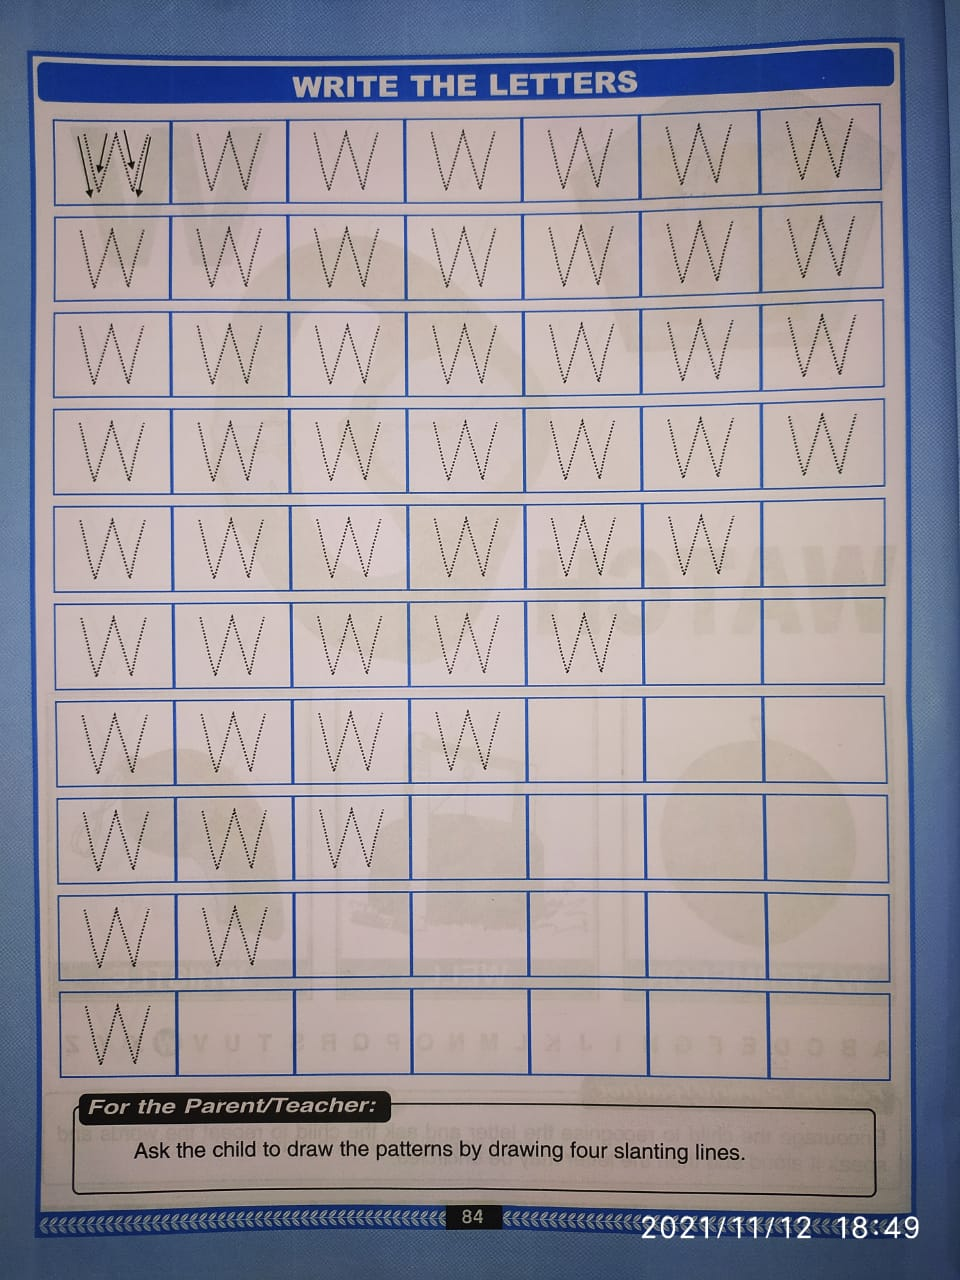 WRITE THE LETTERS
W W W W W W W
W W W W W W W
W W W W W W W
W W W W W W W
W W W W W W
W W W W W
W W W W
W W W
W W
W
For the Parent/Teacher:
Ask the child to draw the patterns by drawing four slanting lines.
84
2021/11/12 18:49